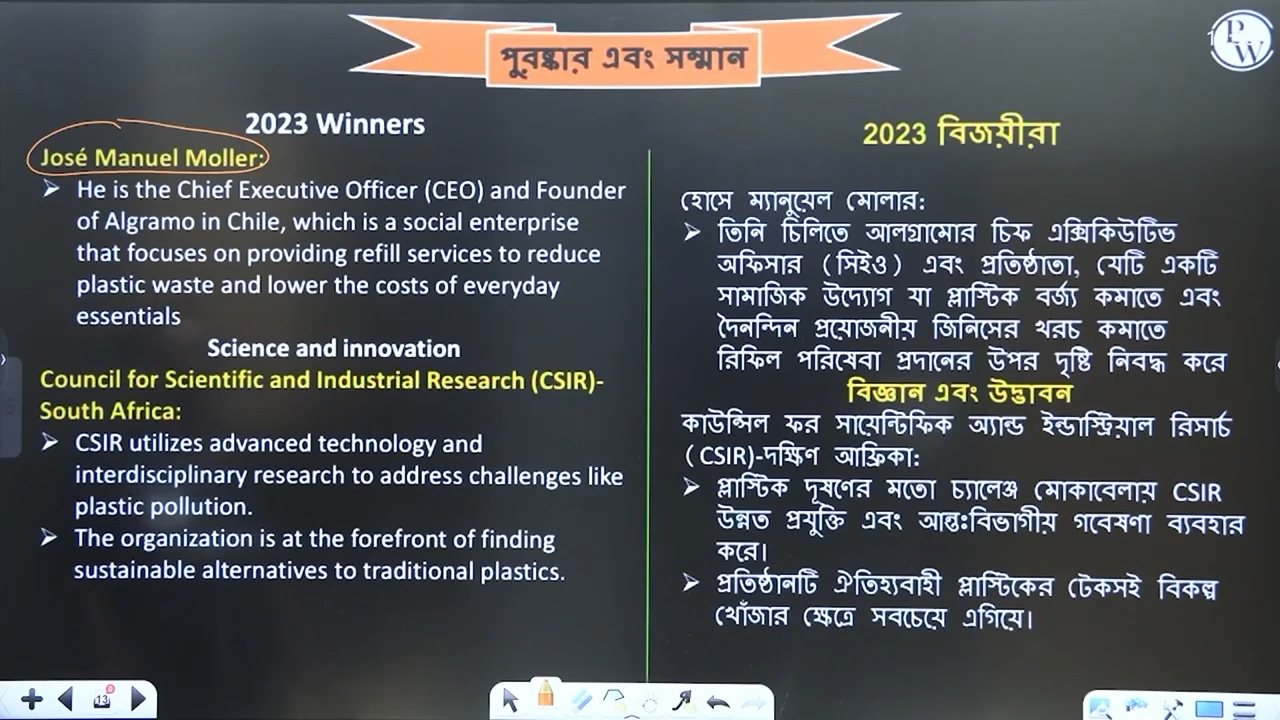 পুরষ্কার এবং সম্মান
PW
2023 Winners
José Manuel Moller:
➢ He is the Chief Executive Officer (CEO) and Founder
of Algramo in Chile, which is a social enterprise
that focuses on providing refill services to reduce
plastic waste and lower the costs of everyday
essentials
Science and innovation
Council for Scientific and Industrial Research (CSIR)-
South Africa:
➢ CSIR utilizes advanced technology and
interdisciplinary research to address challenges like
plastic pollution.
➢ The organization is at the forefront of finding
sustainable alternatives to traditional plastics.
2023 বিজয়ীরা
হোসে ম্যানুয়েল মোলার:
➢ তিনি চিলিতে আলগ্রামোর চিফ এক্সিকিউটিভ
অফিসার (সিইও) এবং প্রতিষ্ঠাতা, যেটি একটি
সামাজিক উদ্যোগ যা প্লাস্টিক বর্জ্য কমাতে এবং
দৈনন্দিন প্রয়োজনীয় জিনিসের খরচ কমাতে
রিফিল পরিষেবা প্রদানের উপর দৃষ্টি নিবদ্ধ করে
বিজ্ঞান এবং উদ্ভাবন
কাউন্সিল ফর সায়েন্টিফিক অ্যান্ড ইন্ডাস্ট্রিয়াল রিসার্চ
(CSIR)-দক্ষিণ আফ্রিকা:
➢ প্লাস্টিক দূষণের মতো চ্যালেঞ্জ মোকাবেলায় CSIR
উন্নত প্রযুক্তি এবং আন্তঃবিভাগীয় গবেষণা ব্যবহার
করে।
➢ প্রতিষ্ঠানটি ঐতিহ্যবাহী প্লাস্টিকের টেকসই বিকল্প
খোঁজার ক্ষেত্রে সবচেয়ে এগিয়ে।
13